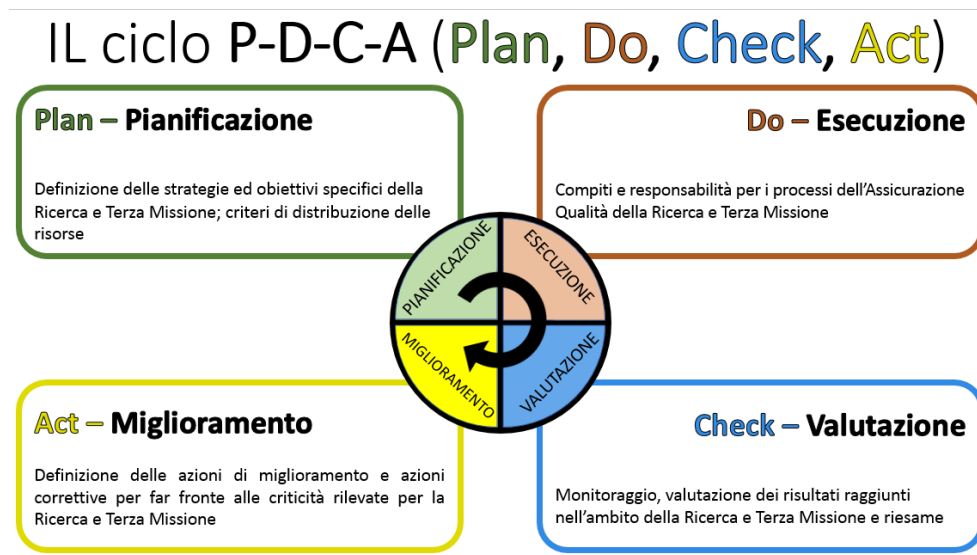 IL ciclo P-D-C-A (Plan, Do, Check, Act)
Plan – Pianificazione
Definizione delle strategie ed obiettivi specifici della
Ricerca e Terza Missione; criteri di distribuzione delle
risorse
Do – Esecuzione
Compiti e responsabilità per i processi dell’Assicurazione
Qualità della Ricerca e Terza Missione
PIANIFICAZIONE
ESECUZIONE
MIGLIORAMENTO
VALUTAZIONE
Act – Miglioramento
Definizione delle azioni di miglioramento e azioni
correttive per far fronte alle criticità rilevate per la
Ricerca e Terza Missione
Check – Valutazione
Monitoraggio, valutazione dei risultati raggiunti
nell’ambito della Ricerca e Terza Missione e riesame